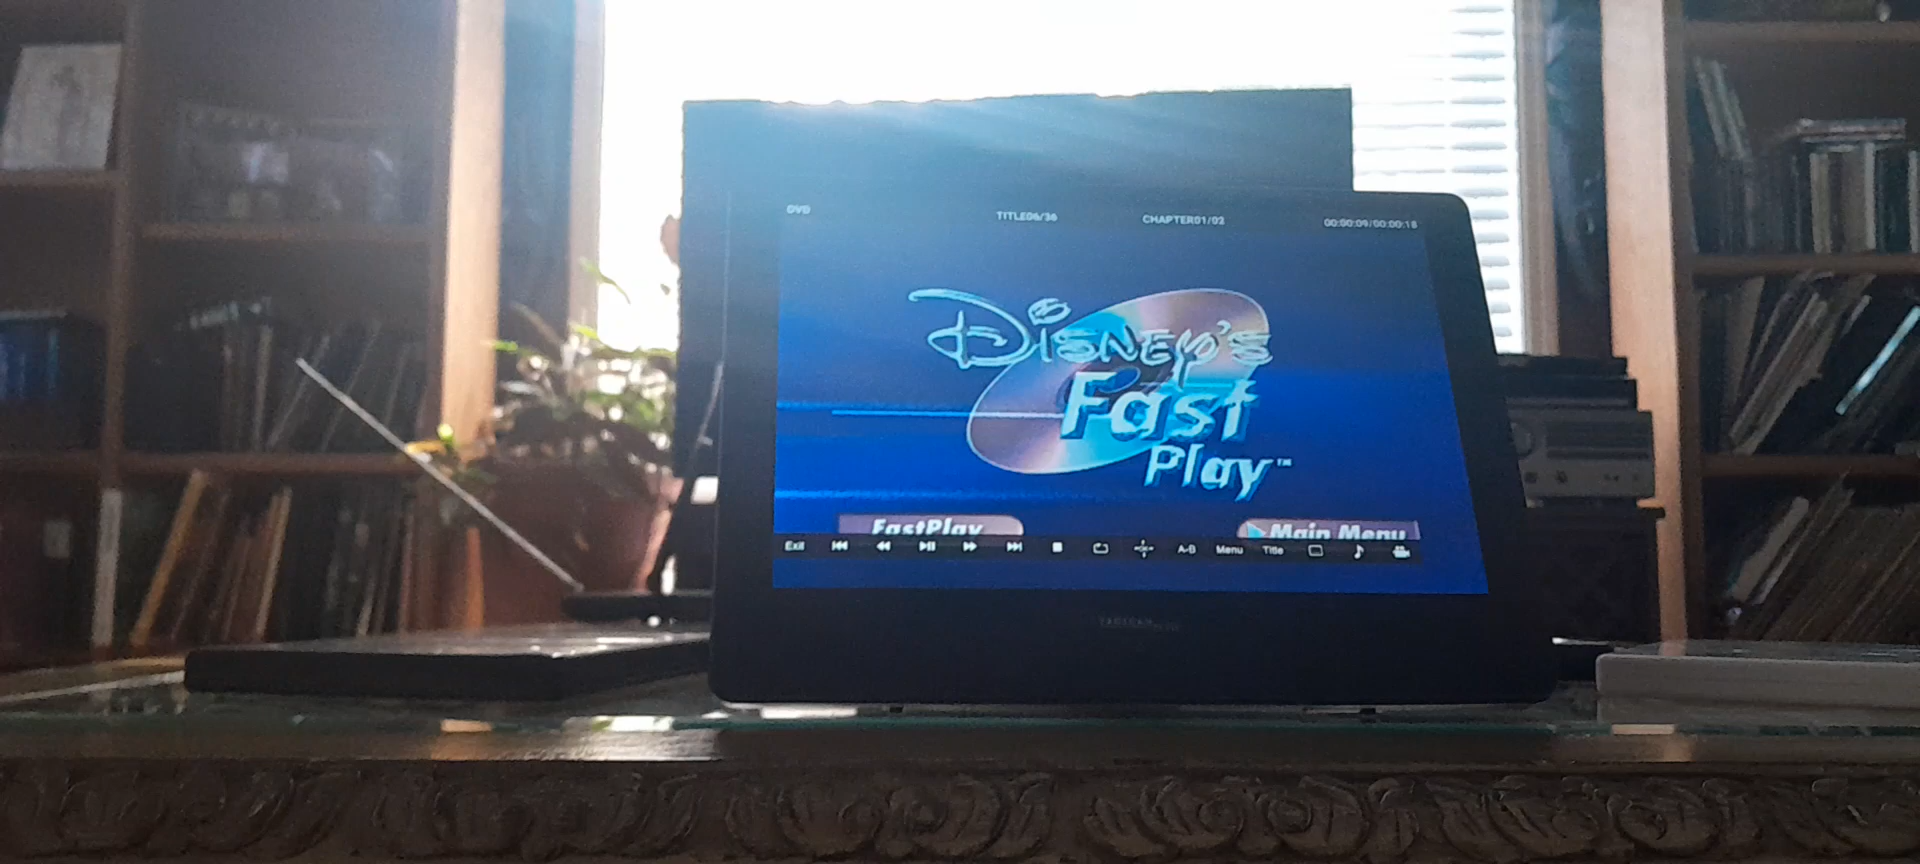 DVD TITLE06/36 CHAPTER01/03 00:00:09/00:00:18
Disney's
Fast
Play™
FastPlay Main Menu
Exit A-B Menu Title